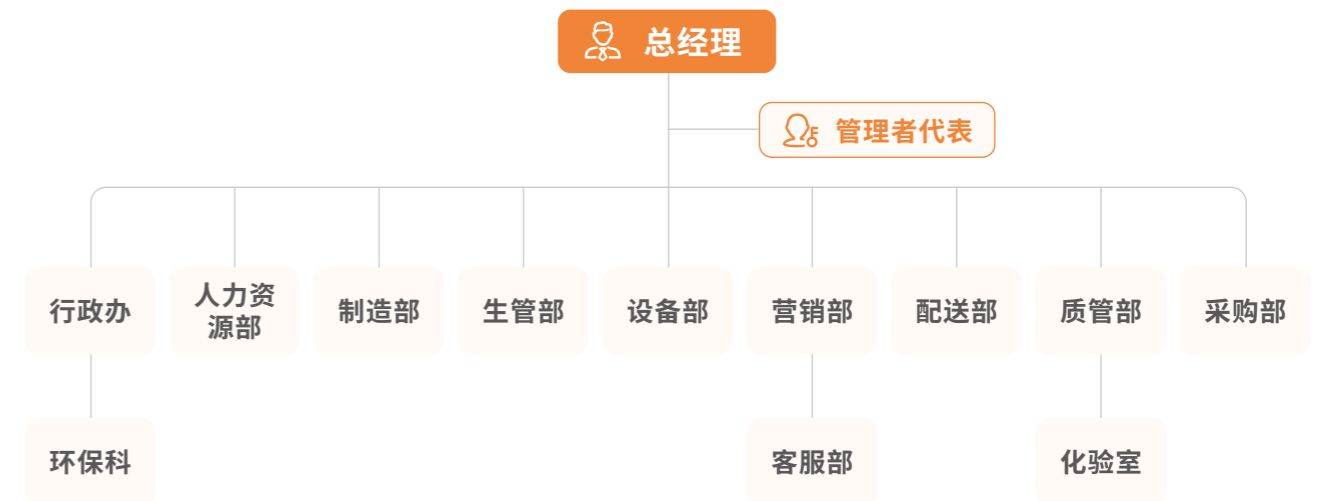 总经理
管理者代表
行政办
人力资
源部
制造部
生管部
设备部
营销部
配送部
质管部
采购部
环保科
客服部
化验室